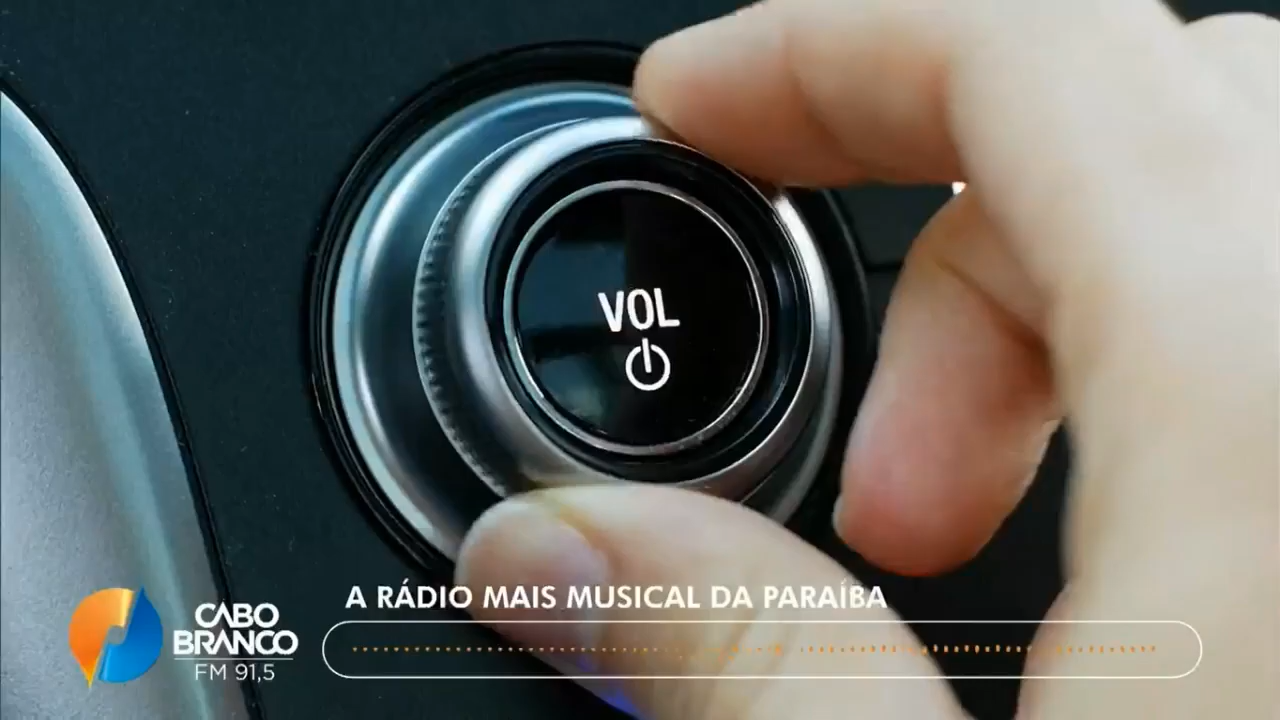 VOL
A RÁDIO MAIS MUSICAL DA PARAÍBA
CABO
BRANCO
FM 91,5